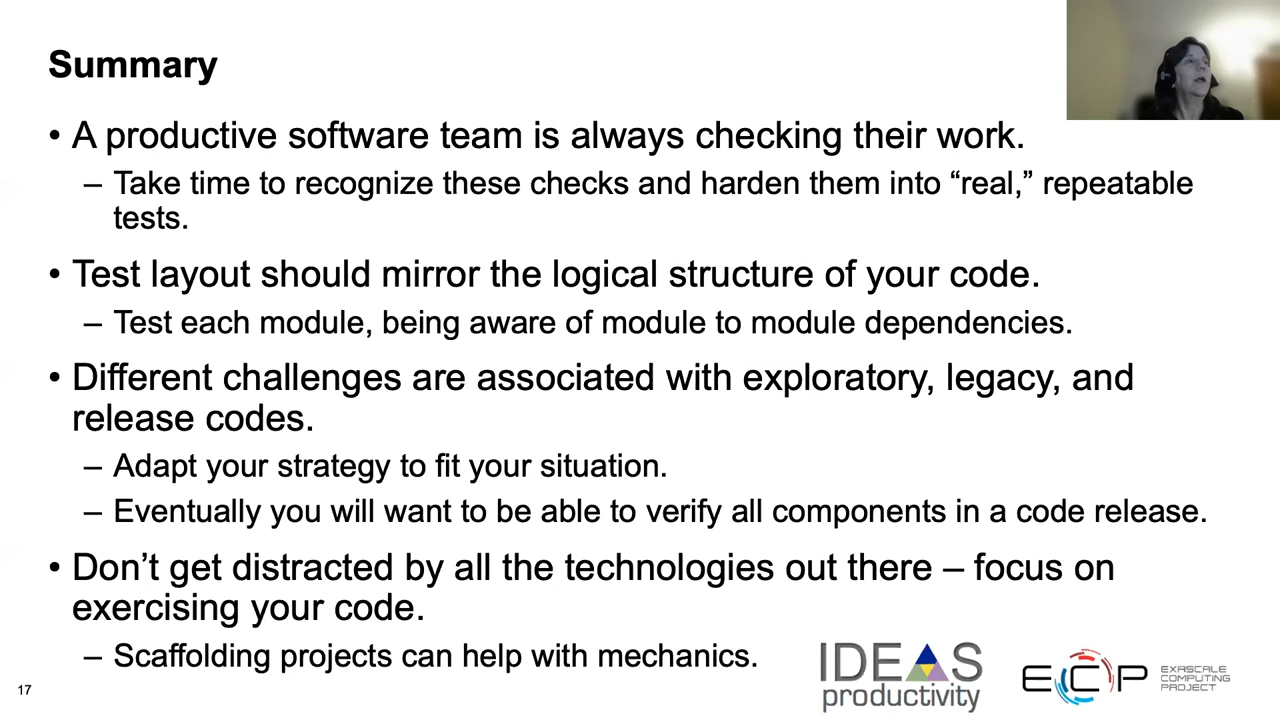 Summary
• A productive software team is always checking their work.
– Take time to recognize these checks and harden them into “real,” repeatable
tests.
• Test layout should mirror the logical structure of your code.
– Test each module, being aware of module to module dependencies.
• Different challenges are associated with exploratory, legacy, and
release codes.
– Adapt your strategy to fit your situation.
– Eventually you will want to be able to verify all components in a code release.
• Don’t get distracted by all the technologies out there – focus on
exercising your code.
– Scaffolding projects can help with mechanics.
17
IDEAS
productivity
ECP
EXASCALE
COMPUTING
PROJECT